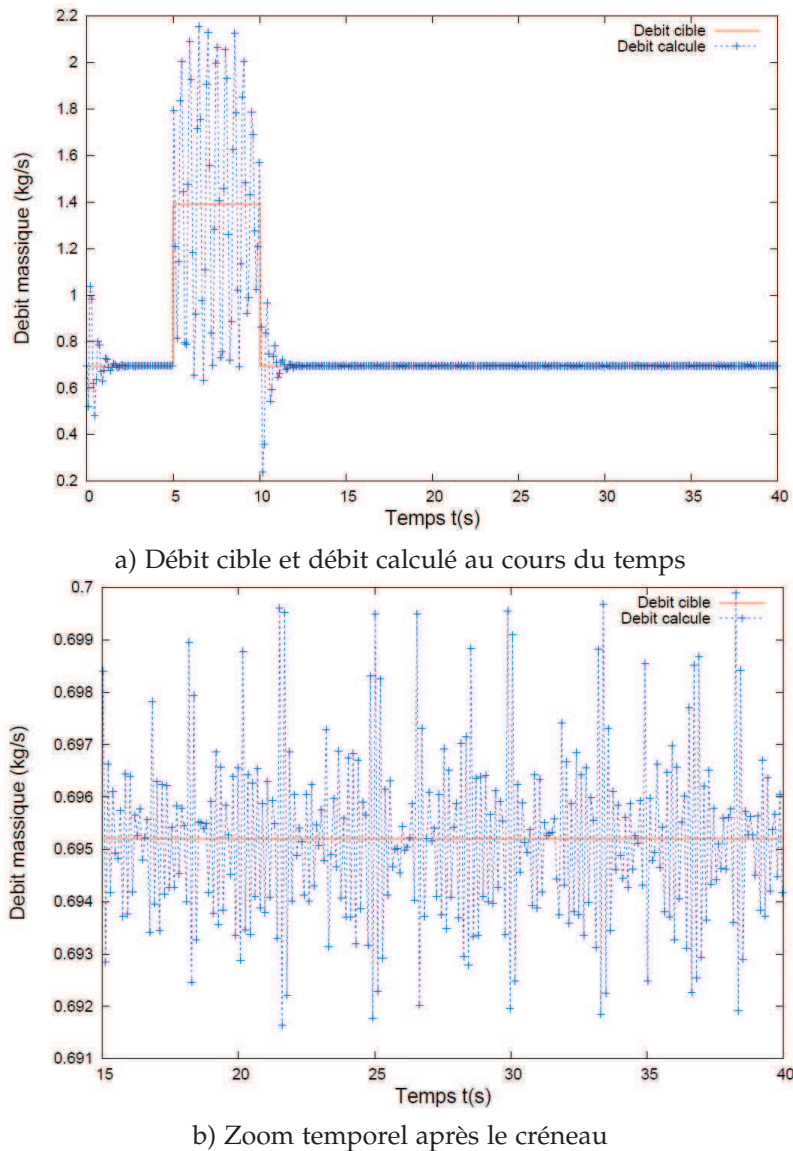 2.2
2
1.8
1.6
1.4
1.2
1
0.8
0.6
0.4
0.2
Debit massique (kg/s)
Debit cible
Debit calcule
0 5 10 15 20 25 30 35 40
Temps t(s)
a) Débit cible et débit calculé au cours du temps
0.7
0.699
0.698
0.697
0.696
0.695
0.694
0.693
0.692
0.691
Debit massique (kg/s)
Debit cible
Debit calcule
15 20 25 30 35 40
Temps t(s)
b) Zoom temporel après le créneau